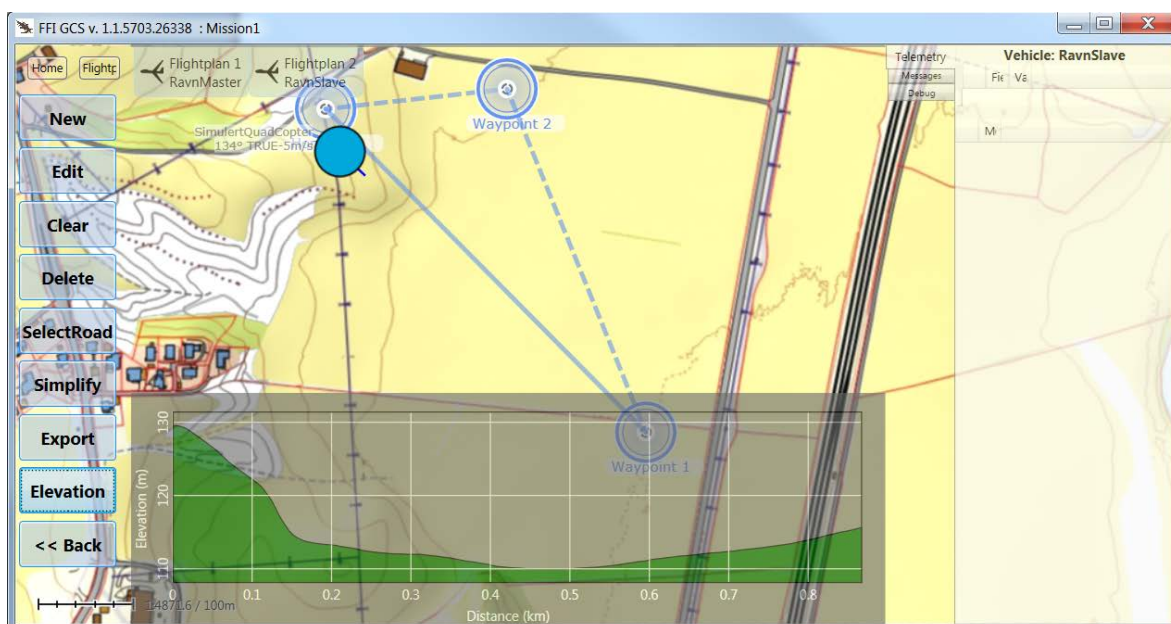 FFI GCS v. 1.1.5703.26338 : Mission1
Home
Flightp
Flightplan 1
RavnMaster
Flightplan 2
RavnSlave
Telemetry
Messages
Debug
Vehicle: RavnSlave
Fie Va
M
New
Edit
Clear
Delete
SelectRoad
Simplify
Export
Elevation
<< Back
SimulertQuadCopter
134° TRUE-5m/s
Waypoint 2
Waypoint 1
Elevation (m)
130
120
110
0 0.1 0.2 0.3 0.4 0.5 0.6 0.7 0.8
Distance (km)
/ 100m